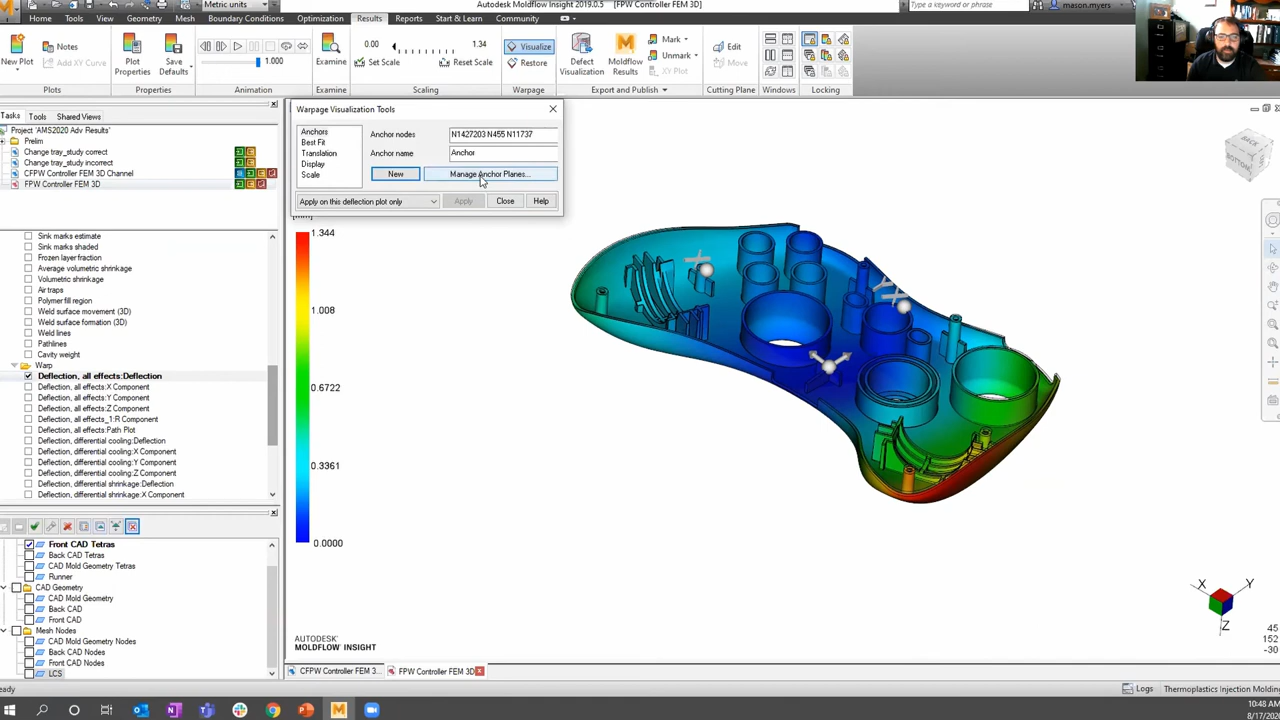 Metric units
Autodesk Moldflow Insight 2019.0.5
FPW Controller FEM 3D)
Type a keyword or phrase
mason.myers
Home Tools View Geometry Mesh Boundary Conditions Optimization Results Reports Start & Learn Community
New Plot
Notes
Add XY Curve
Plots
Plot Properties
Save Defaults
Properties
1.000
Animation
Examine
Examine
0.00
1.34
Set Scale
Reset Scale
Scaling
Visualize
Restore
Warpage
Defect Visualization
Moldflow Results
Mark
Unmark
XY Plot
Export and Publish
Edit
Move
Cutting Plane
Windows
Locking
Tasks Tools Shared Views
Project 'AMS2020 Adv Results'
Prelim
Change tray_study correct
Change tray_study incorrect
CFPW Controller FEM 3D Channel
FPW Controller FEM 3D
Warpage Visualization Tools
Anchors
Best Fit
Translation
Display
Scale
Anchor nodes
N1427203 N455 N11737
Anchor name
Anchor
New
Manage Anchor Planes...
Apply on this deflection plot only
Apply
Close
Help
Sink marks estimate
Sink marks shaded
Frozen layer fraction
Average volumetric shrinkage
Volumetric shrinkage
Air traps
Polymer fill region
Weld surface movement (3D)
Weld surface formation (3D)
Weld lines
Pathlines
Cavity weight
Warp
Deflection, all effects:Deflection
Deflection, all effects:X Component
Deflection, all effects:Y Component
Deflection, all effects:Z Component
Deflection, all effects_1:R Component
Deflection, all effects:Path Plot
Deflection, differential cooling:Deflection
Deflection, differential cooling:X Component
Deflection, differential cooling:Y Component
Deflection, differential cooling:Z Component
Deflection, differential shrinkage:Deflection
Deflection, differential shrinkage:X Component
Front CAD Tetras
Back CAD Tetras
CAD Mold Geometry Tetras
Runner
CAD Geometry
CAD Mold Geometry
Back CAD
Front CAD
Mesh Nodes
CAD Mold Geometry Nodes
Back CAD Nodes
Front CAD Nodes
LCS
[mm]
1.344
1.008
0.6722
0.3361
0.0000
BOTTOM
X
Y
Z
45
152
-30
AUTODESK
MOLDFLOW INSIGHT
CFPW Controller FEM 3...
FPW Controller FEM 3D
eady
Logs
Thermoplastics Injection Moldin
10:48 AM